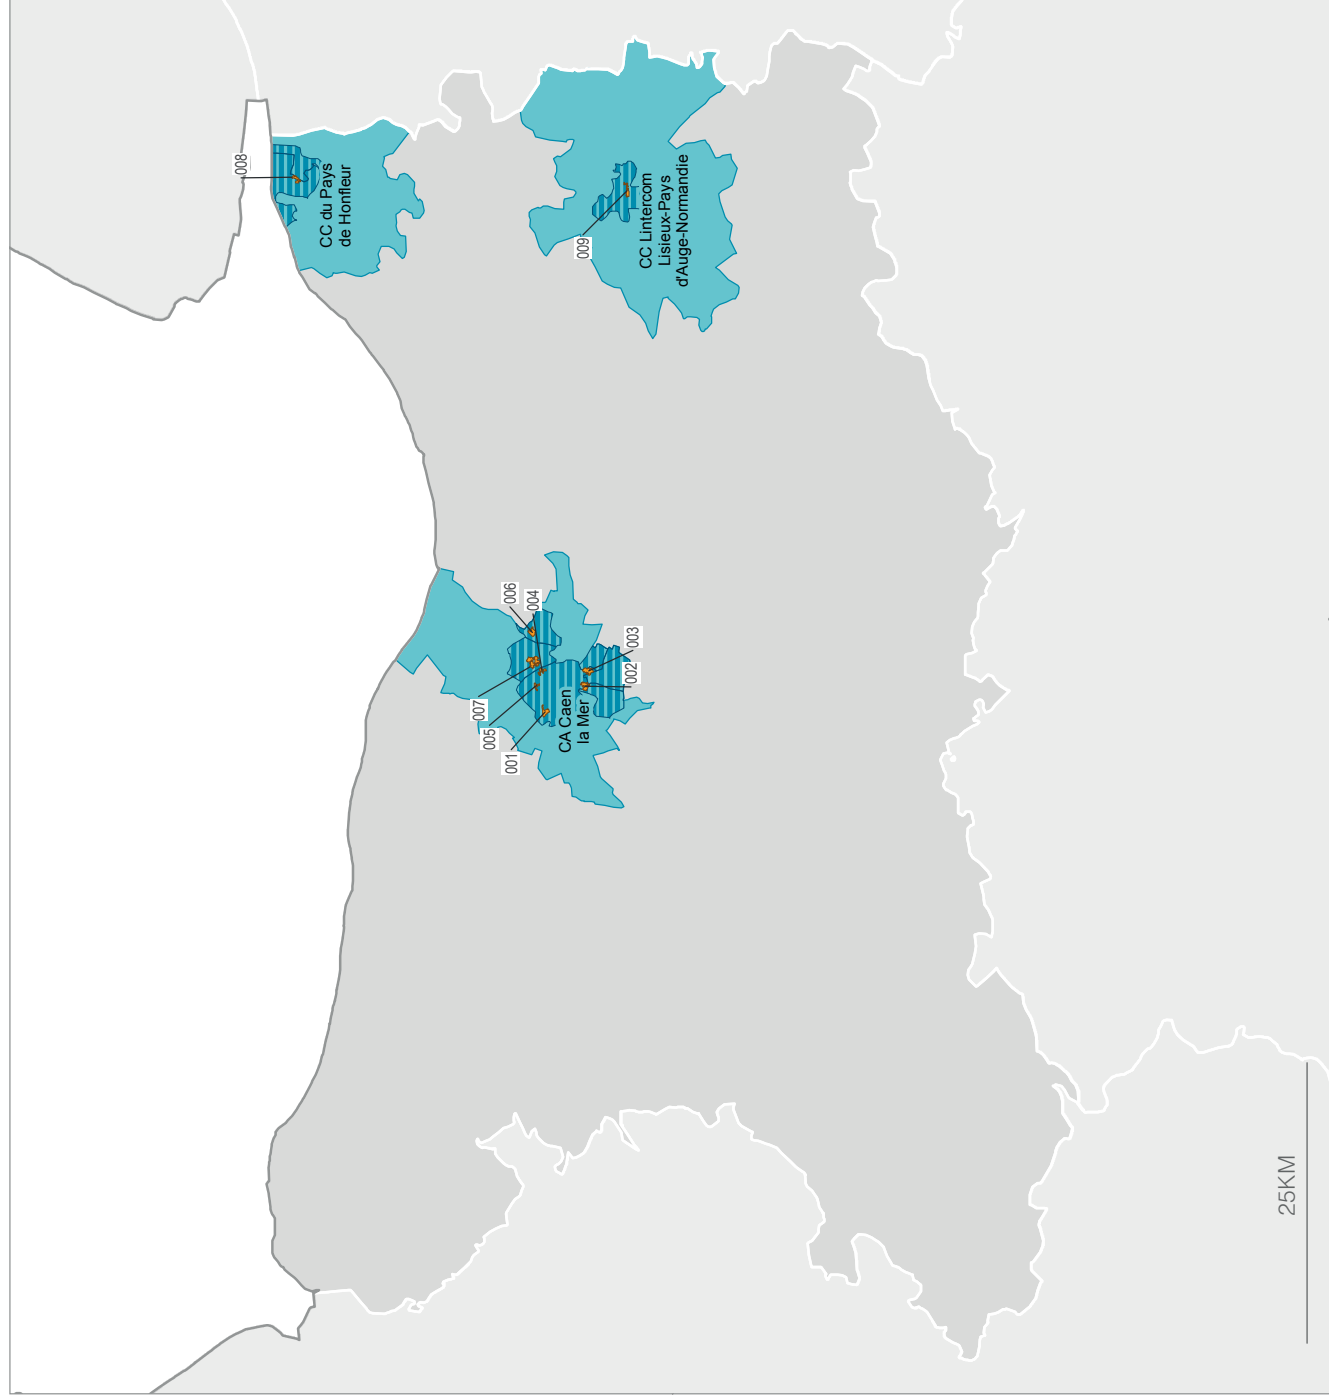 008
CC du Pays
de Honfleur
009
CC Lintercom
Lisieux-Pays
d'Auge-Normandie
006
004
003
002
007
005
001
CA Caen
la Mer
25KM